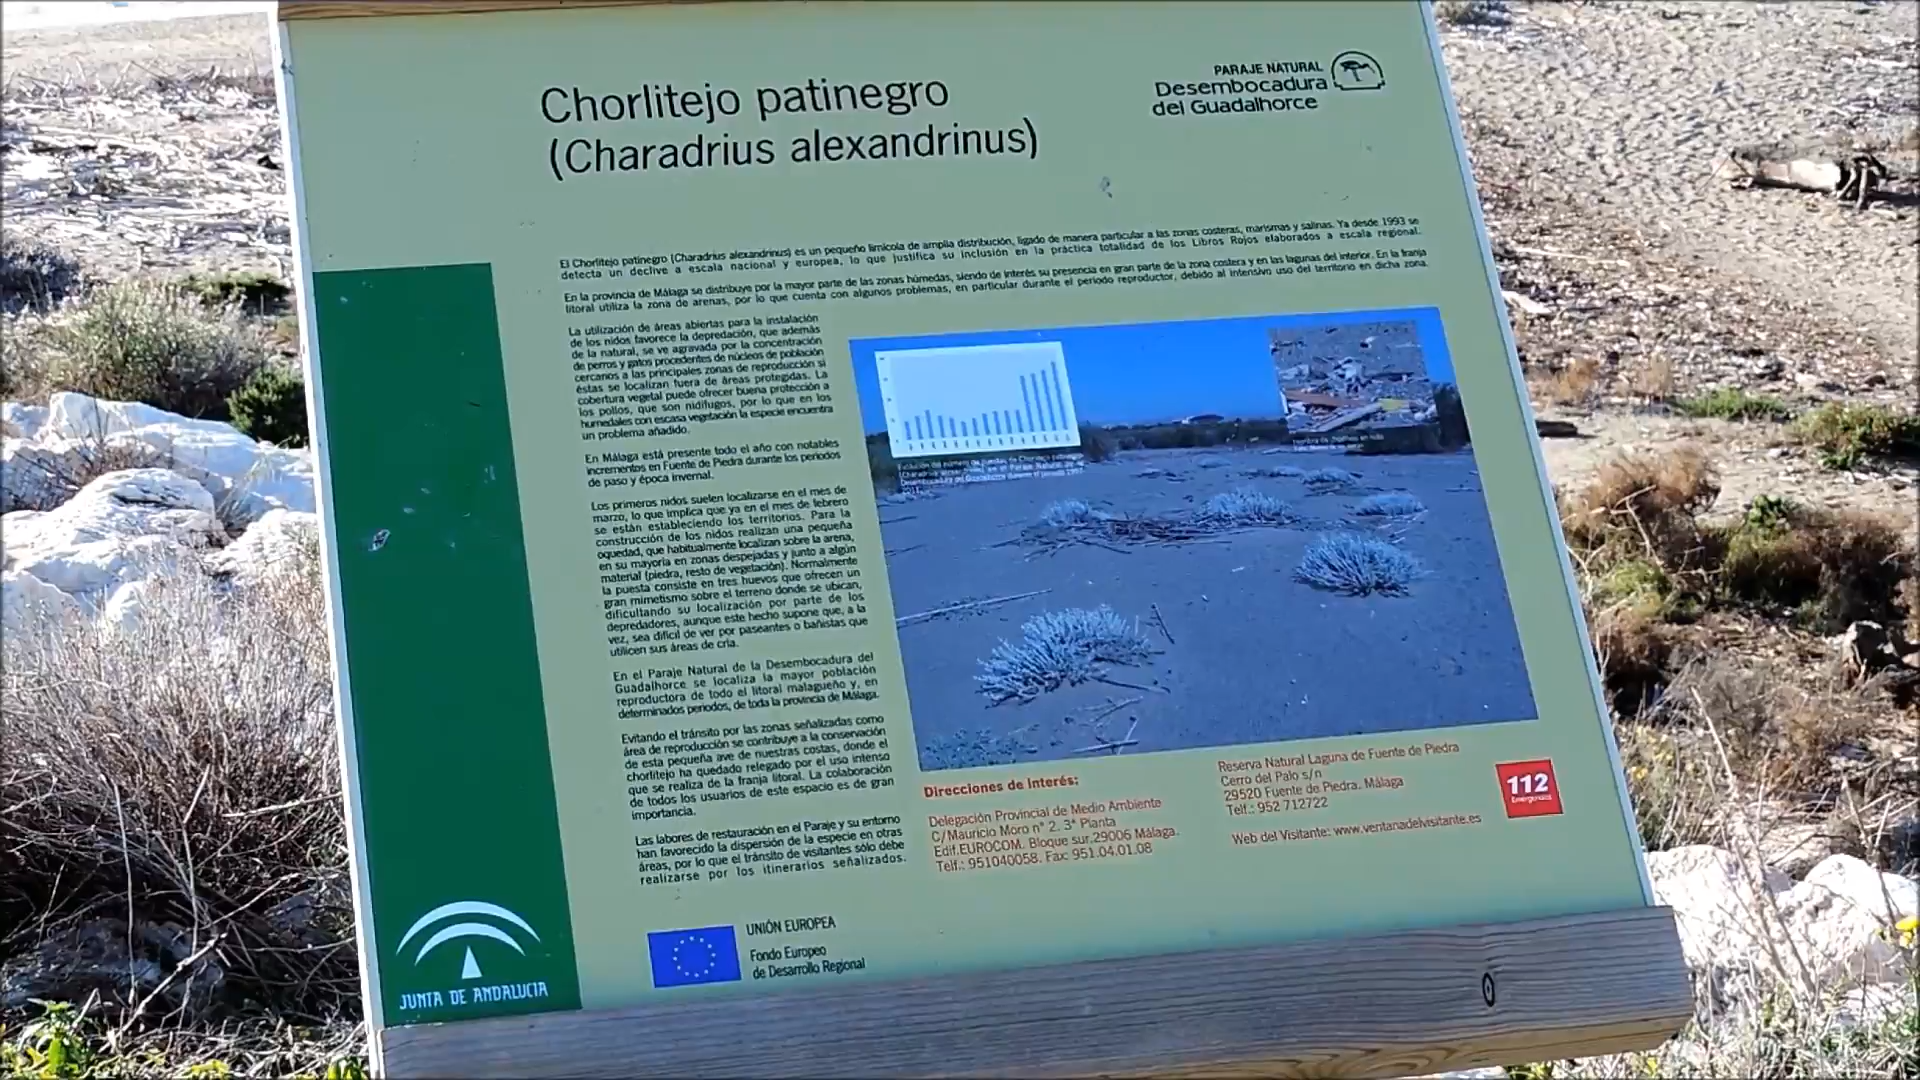 Chorlitejo patinegro
(Charadrius alexandrinus)
PARAJE NATURAL
Desembocadura
del Guadalhorce
El Chorlitejo patinegro (Charadrius alexandrinus) es un pequeño limícola de amplia distribución, ligado de manera particular a las zonas costeras, marismas y salinas. Ya desde 1993 se
detecta un declive a escala nacional y europea, lo que justifica su inclusión en la práctica totalidad de los Libros Rojos elaborados a escala regional.
En la provincia de Málaga se distribuye por la mayor parte de las zonas húmedas, siendo de interés su presencia en gran parte de la zona costera y en las lagunas del interior. En la franja
litoral utiliza la zona de arenas, por lo que cuenta con algunos problemas, en particular durante el periodo reproductor, debido al intensivo uso del territorio en dicha zona.
La utilización de áreas abiertas para la instalación
de los nidos favorece la depredación, que además
de la natural, se ve agravada por la concentración
de perros y gatos procedentes de núcleos de población
cercanos a las principales zonas de reproducción si
éstas se localizan fuera de áreas protegidas. La
cobertura vegetal puede ofrecer buena protección a
los pollos, que son nidífugos, por lo que en los
humedales con escasa vegetación la especie encuentra
un problema añadido.
En Málaga está presente todo el año con notables
incrementos en Fuente de Piedra durante los periodos
de paso y época invernal.
Los primeros nidos suelen localizarse en el mes de
marzo, lo que implica que ya en el mes de febrero
se están estableciendo los territorios. Para la
construcción de los nidos realizan una pequeña
oquedad, que habitualmente localizan sobre la arena,
en su mayoría en zonas despejadas y junto a algún
material (piedra, resto de vegetación). Normalmente
la puesta consiste en tres huevos que ofrecen un
gran mimetismo sobre el terreno donde se ubican,
dificultando su localización por parte de los
depredadores, aunque este hecho supone que, a la
vez, sea difícil de ver por paseantes o bañistas que
utilicen sus áreas de cría.
En el Paraje Natural de la Desembocadura del
Guadalhorce se localiza la mayor población
reproductora de todo el litoral malagueño y, en
determinados periodos, de toda la provincia de Málaga.
Evitando el tránsito por las zonas señalizadas como
área de reproducción se contribuye a la conservación
de esta pequeña ave de nuestras costas, donde el
chorlitejo ha quedado relegado por el uso intenso
que se realiza de la franja litoral. La colaboración
de todos los usuarios de este espacio es de gran
importancia.
Las labores de restauración en el Paraje y su entorno
han favorecido la dispersión de la especie en otras
áreas, por lo que el tránsito de visitantes sólo debe
realizarse por los itinerarios señalizados.
Evolución del número de puestas de Chorlitejo patinegro
(Charadrius alexandrinus) en el Paraje Natural de la
Desembocadura del Guadalhorce durante el periodo
Direcciones de interés:
Delegación Provincial de Medio Ambiente
C/Mauricio Moro nº 2. 3ª Planta
Edif.EUROCOM. Bloque sur.29006 Málaga.
Telf.: 951040058. Fax: 951.04.01.08
Reserva Natural Laguna de Fuente de Piedra
Cerro del Palo s/n
29520 Fuente de Piedra. Málaga
Telf.: 952 712722
Web del Visitante: www.ventanadelvisitante.es
112
Emergencias
JUNTA DE ANDALUCIA
UNIÓN EUROPEA
Fondo Europeo
de Desarrollo Regional